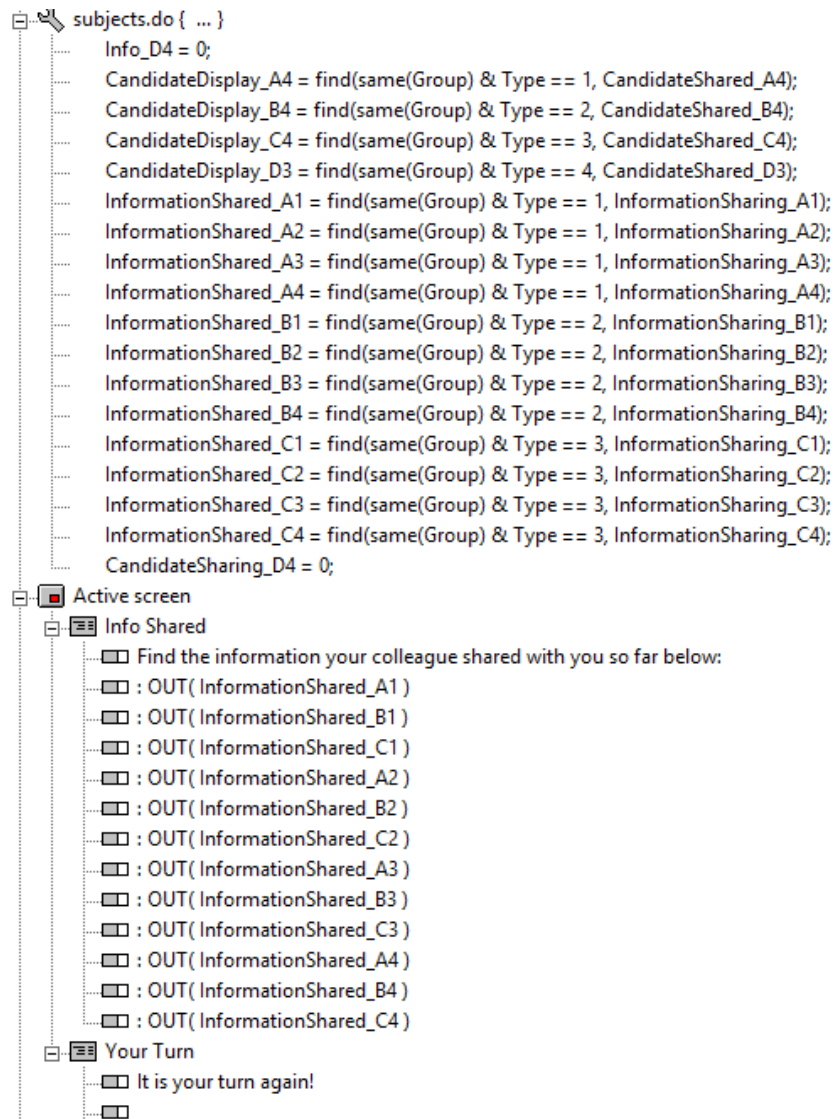 subjects.do { ... }
Info_D4 = 0;
CandidateDisplay_A4 = find(same(Group) & Type == 1, CandidateShared_A4);
CandidateDisplay_B4 = find(same(Group) & Type == 2, CandidateShared_B4);
CandidateDisplay_C4 = find(same(Group) & Type == 3, CandidateShared_C4);
CandidateDisplay_D3 = find(same(Group) & Type == 4, CandidateShared_D3);
InformationShared_A1 = find(same(Group) & Type == 1, InformationSharing_A1);
InformationShared_A2 = find(same(Group) & Type == 1, InformationSharing_A2);
InformationShared_A3 = find(same(Group) & Type == 1, InformationSharing_A3);
InformationShared_A4 = find(same(Group) & Type == 1, InformationSharing_A4);
InformationShared_B1 = find(same(Group) & Type == 2, InformationSharing_B1);
InformationShared_B2 = find(same(Group) & Type == 2, InformationSharing_B2);
InformationShared_B3 = find(same(Group) & Type == 2, InformationSharing_B3);
InformationShared_B4 = find(same(Group) & Type == 2, InformationSharing_B4);
InformationShared_C1 = find(same(Group) & Type == 3, InformationSharing_C1);
InformationShared_C2 = find(same(Group) & Type == 3, InformationSharing_C2);
InformationShared_C3 = find(same(Group) & Type == 3, InformationSharing_C3);
InformationShared_C4 = find(same(Group) & Type == 3, InformationSharing_C4);
CandidateSharing_D4 = 0;
Active screen
Info Shared
Find the information your colleague shared with you so far below:
: OUT( InformationShared_A1 )
: OUT( InformationShared_B1 )
: OUT( InformationShared_C1 )
: OUT( InformationShared_A2 )
: OUT( InformationShared_B2 )
: OUT( InformationShared_C2 )
: OUT( InformationShared_A3 )
: OUT( InformationShared_B3 )
: OUT( InformationShared_C3 )
: OUT( InformationShared_A4 )
: OUT( InformationShared_B4 )
: OUT( InformationShared_C4 )
Your Turn
It is your turn again!